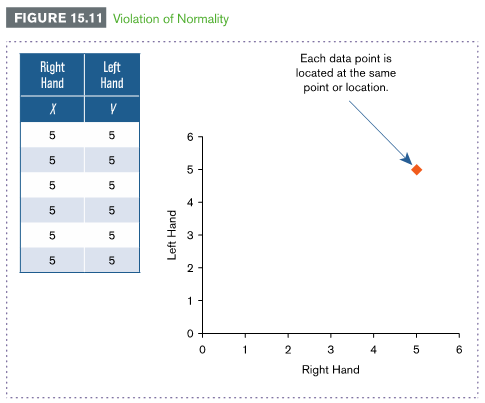 FIGURE 15.11 Violation of Normality
Right Hand Left Hand
X Y
5 5
5 5
5 5
5 5
5 5
5 5
Each data point is
located at the same
point or location.
6
5
4
3
2
1
0
Left Hand
0 1 2 3 4 5 6
Right Hand